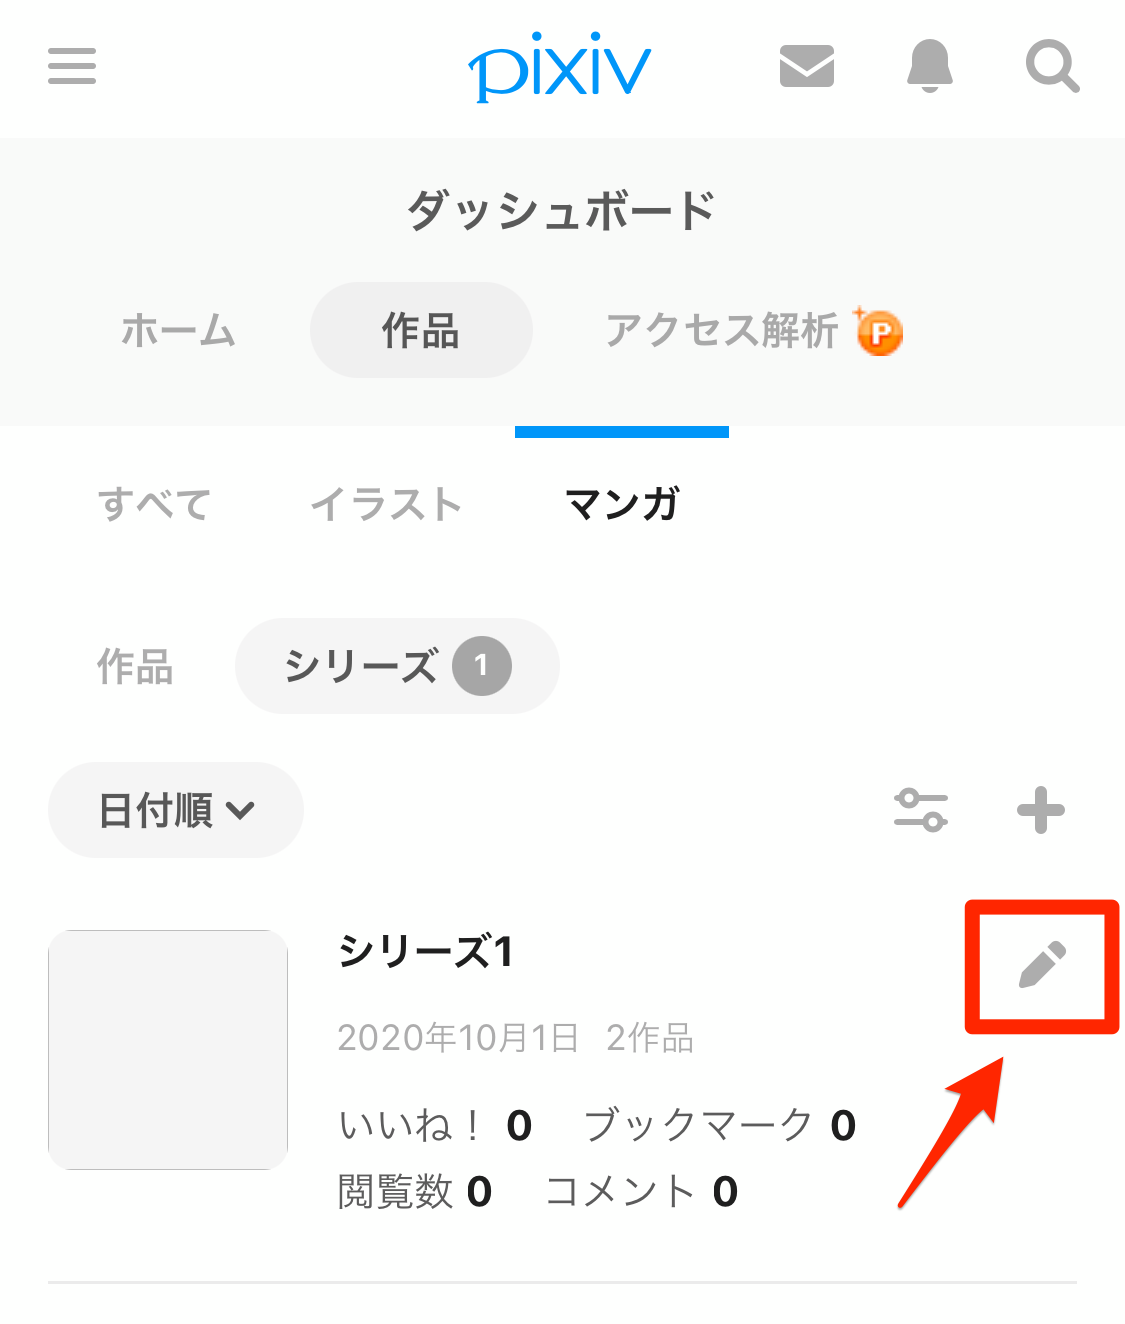 pixiv
ダッシュボード
ホーム 作品 アクセス解析 P
すべて イラスト マンガ
作品 シリーズ 1
日付順
シリーズ1
2020年10月1日 2作品
いいね！ 0 ブックマーク 0
閲覧数 0 コメント 0